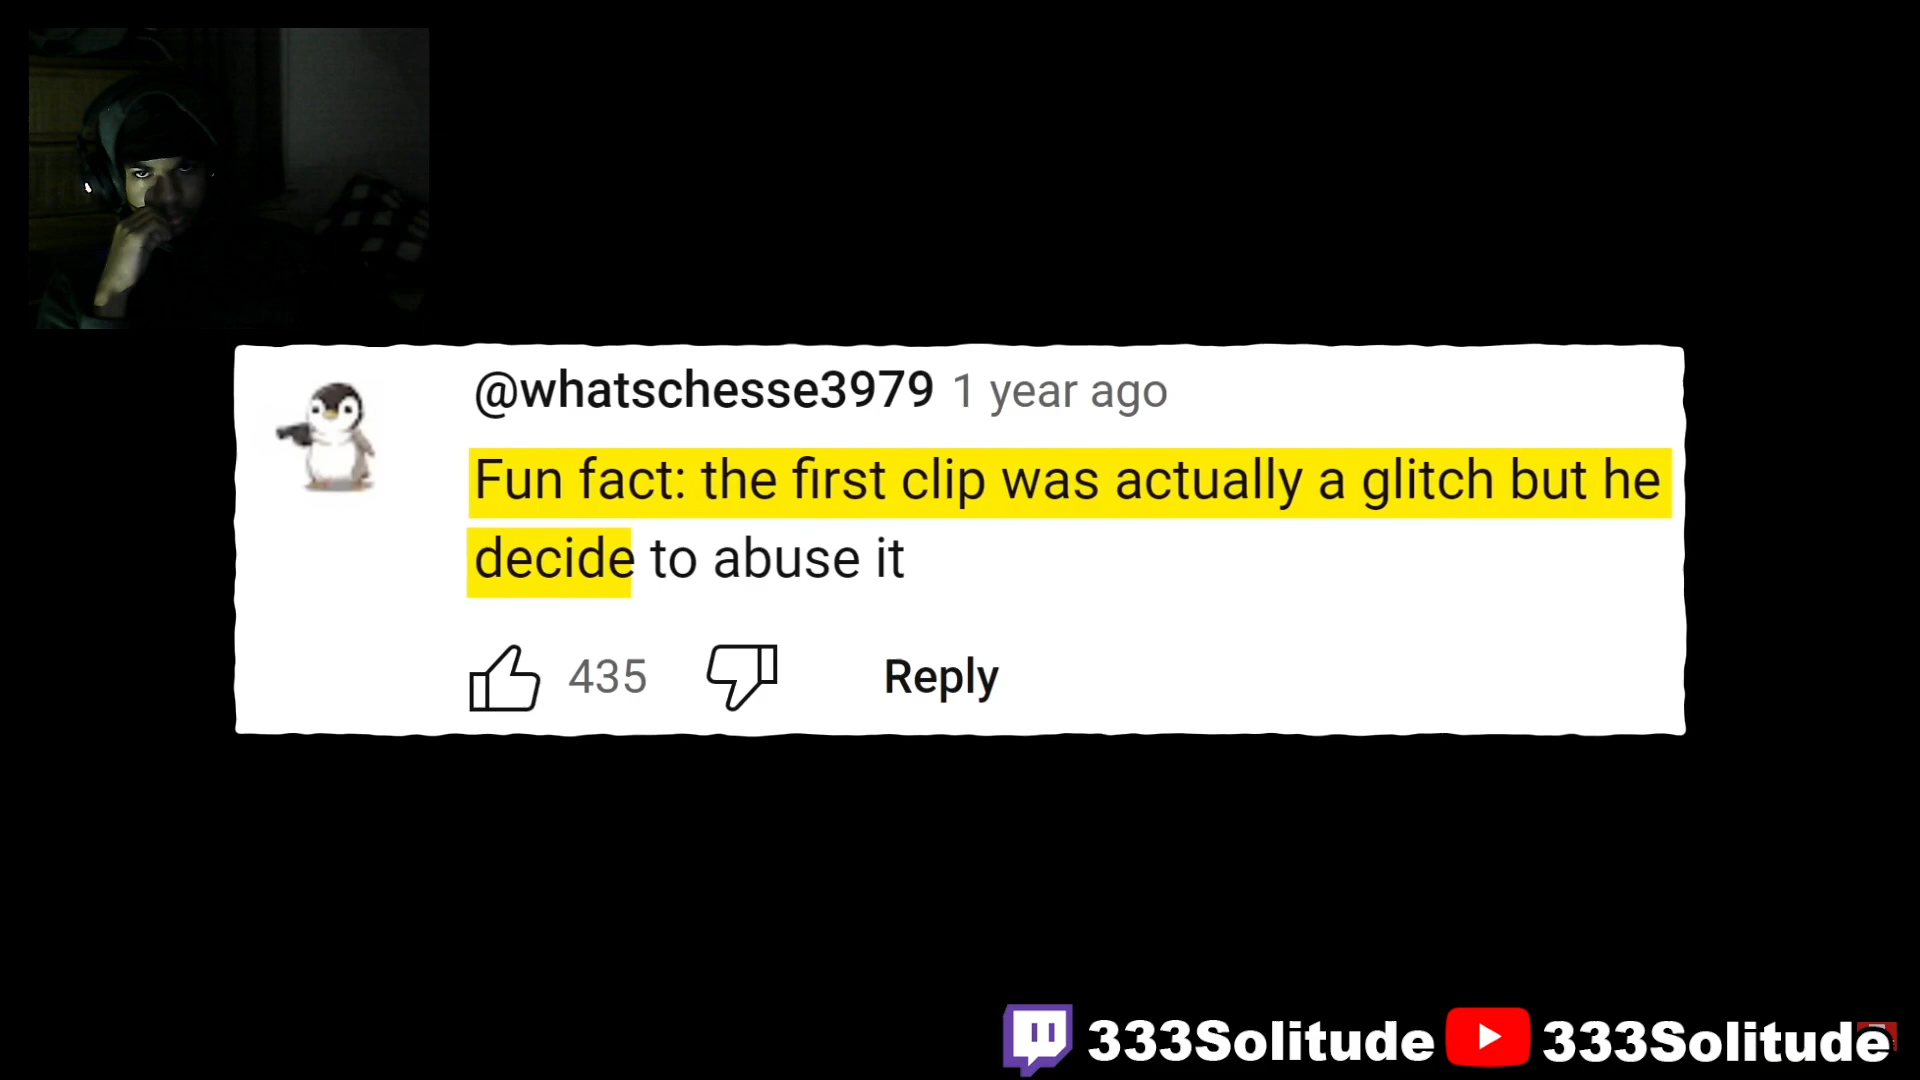 @whatschesse3979 1 year ago
Fun fact: the first clip was actually a glitch but he
decide to abuse it
435 Reply
333Solitude 333Solitude